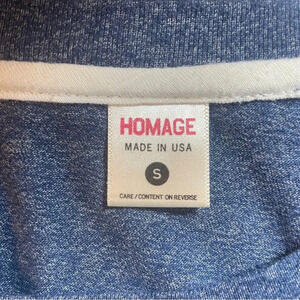 HOMAGE
MADE IN USA
S
CARE/CONTENT ON REVERSE